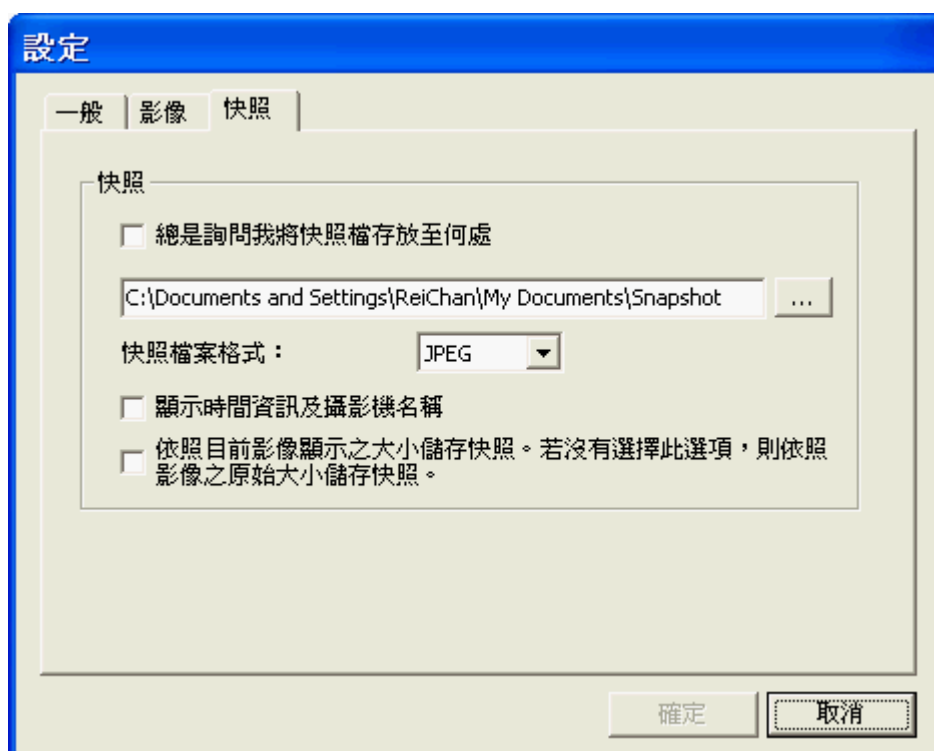 設定
一般 影像 快照
快照
總是詢問我將快照檔存放至何處
C:\Documents and Settings\ReiChan\My Documents\Snapshot ...
快照檔案格式： JPEG
顯示時間資訊及攝影機名稱
依照目前影像顯示之大小儲存快照。若沒有選擇此選項，則依照
影像之原始大小儲存快照。
確定 取消